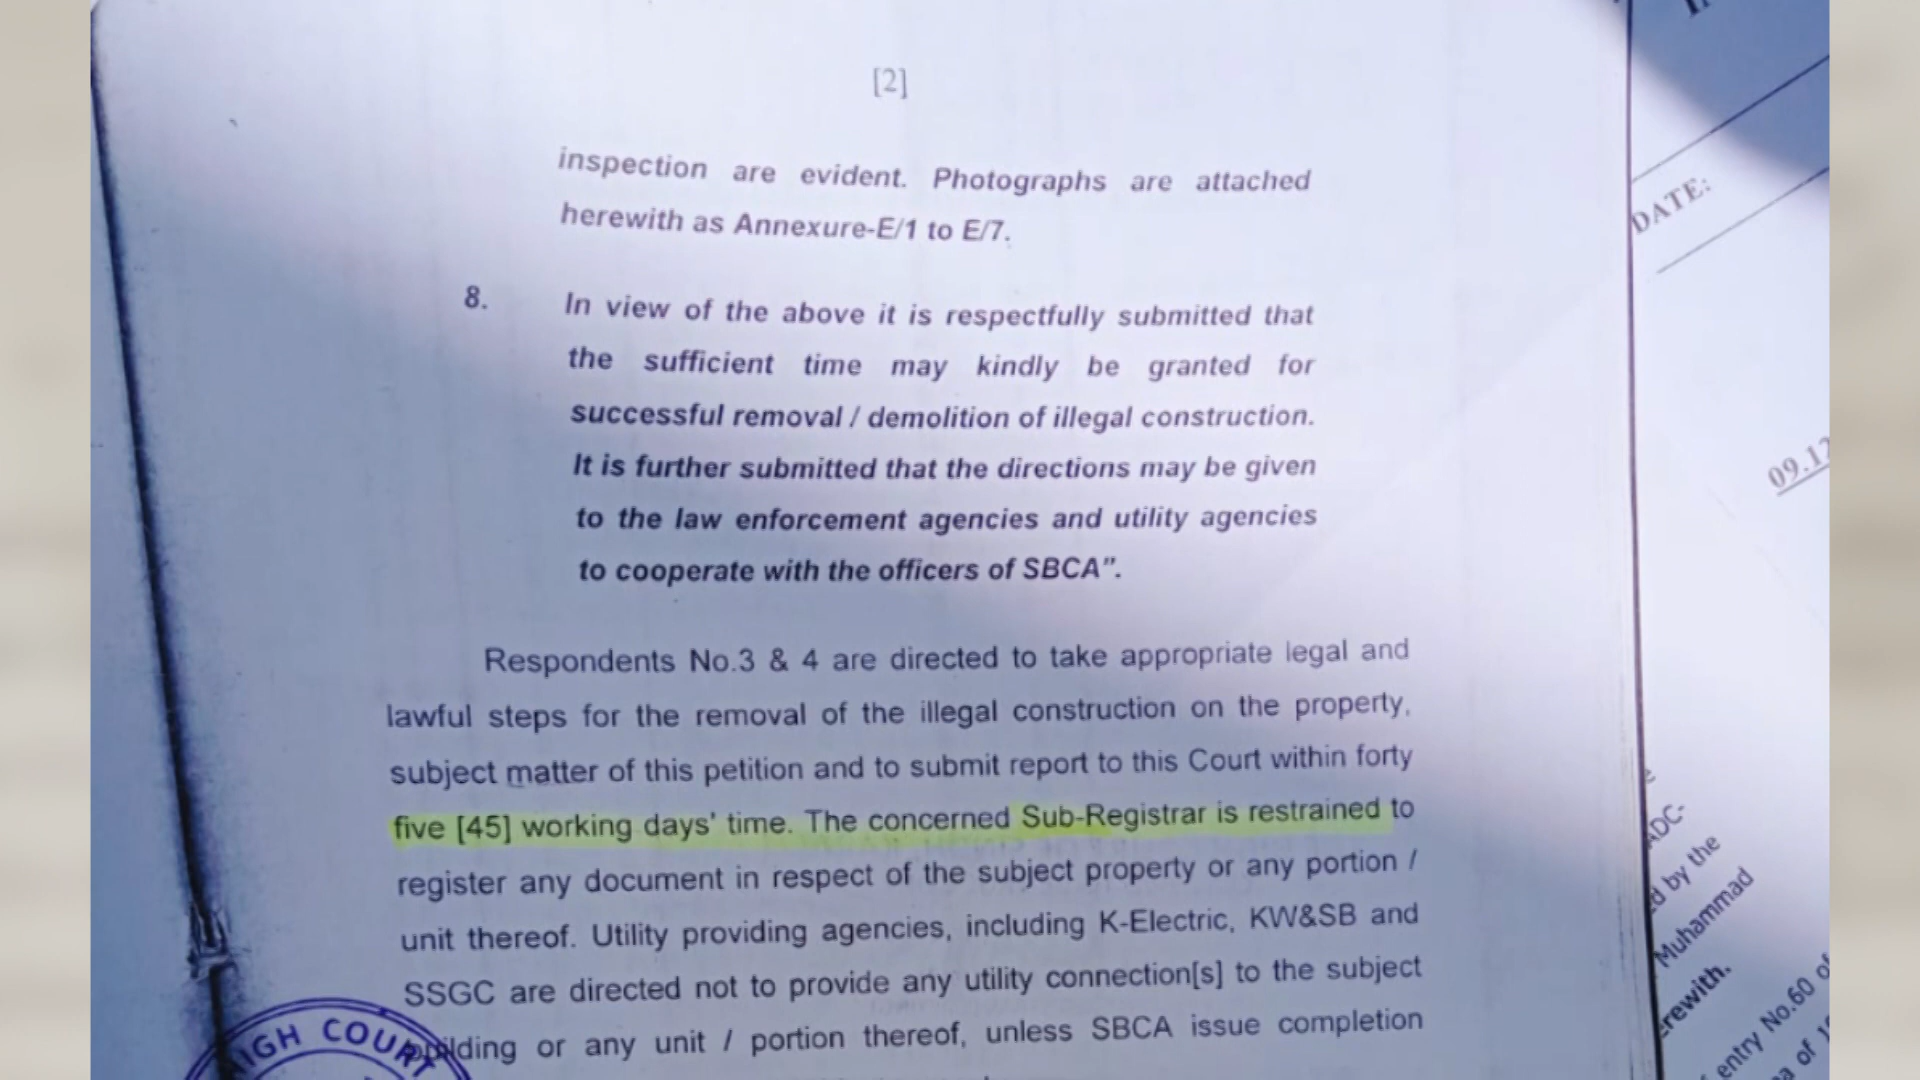 [2]
inspection are evident. Photographs are attached
herewith as Annexure-E/1 to E/7.
8. In view of the above it is respectfully submitted that
the sufficient time may kindly be granted for
successful removal / demolition of illegal construction.
It is further submitted that the directions may be given
to the law enforcement agencies and utility agencies
to cooperate with the officers of SBCA”.
Respondents No.3 & 4 are directed to take appropriate legal and
lawful steps for the removal of the illegal construction on the property,
subject matter of this petition and to submit report to this Court within forty
five [45] working days’ time. The concerned Sub-Registrar is restrained to
register any document in respect of the subject property or any portion /
unit thereof. Utility providing agencies, including K-Electric, KW&SB and
SSGC are directed not to provide any utility connection[s] to the subject
building or any unit / portion thereof, unless SBCA issue completion
HIGH COURT
DATE:
09.12
ADC-
by the
Muhammad
entry No.60 of
of